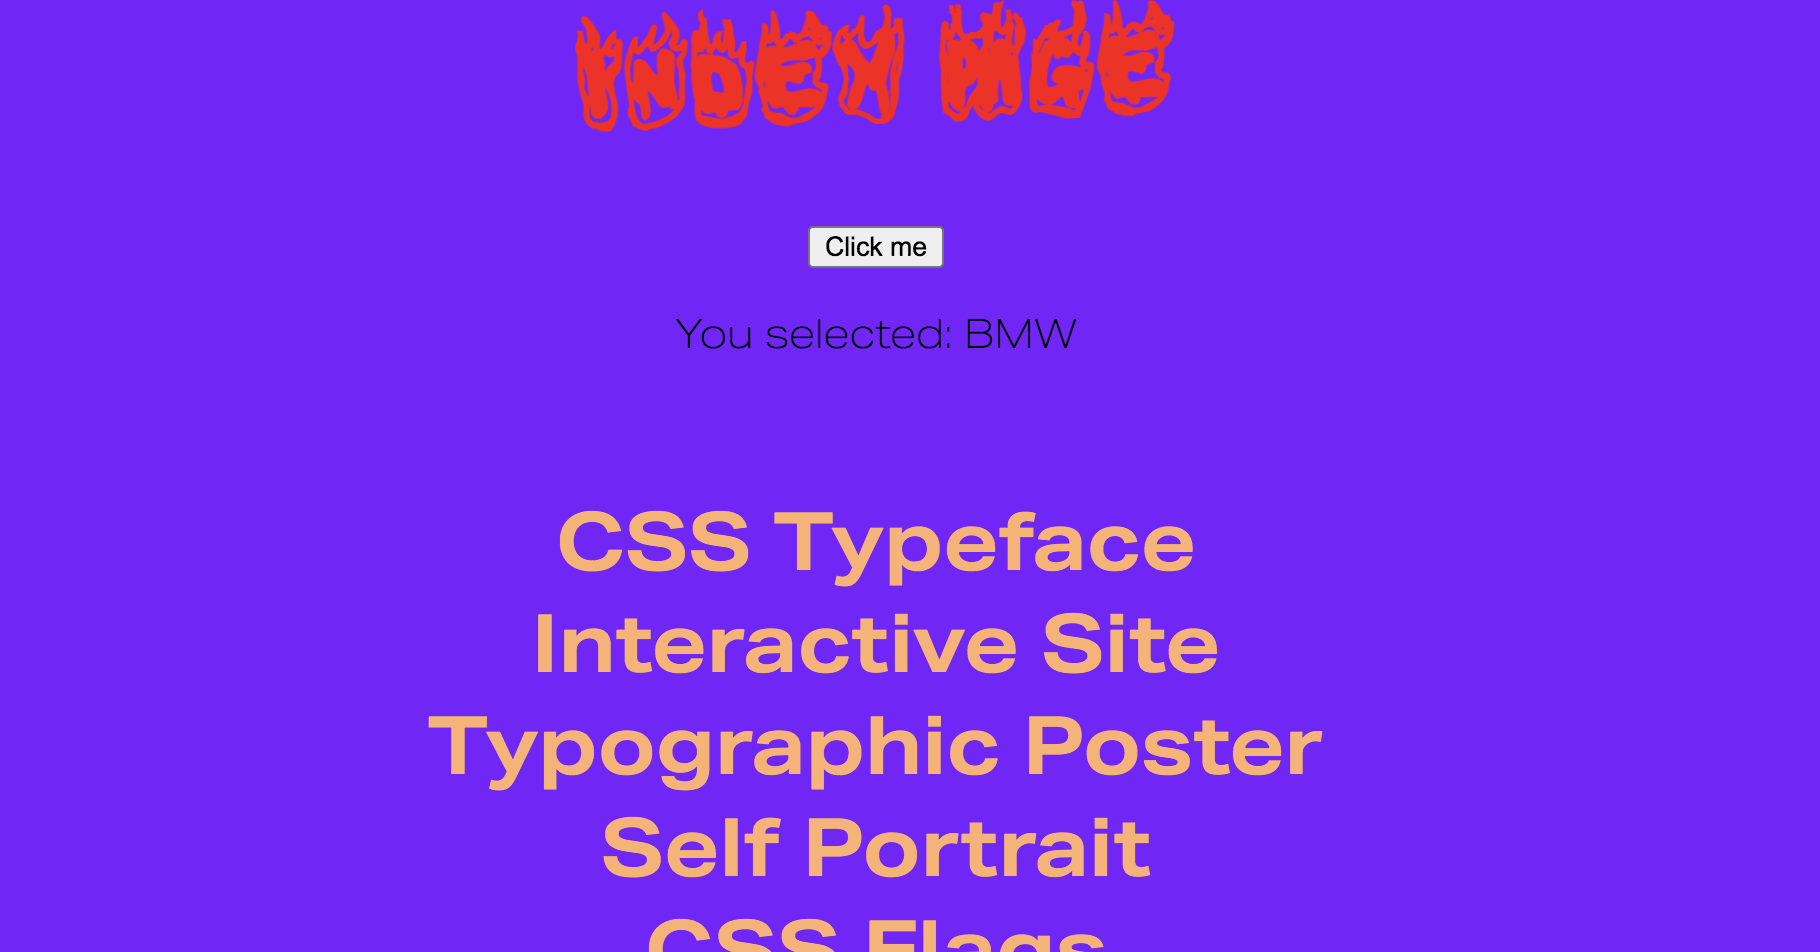 INDEX PAGE
Click me
You selected: BMW
CSS Typeface
Interactive Site
Typographic Poster
Self Portrait
CSS Flags